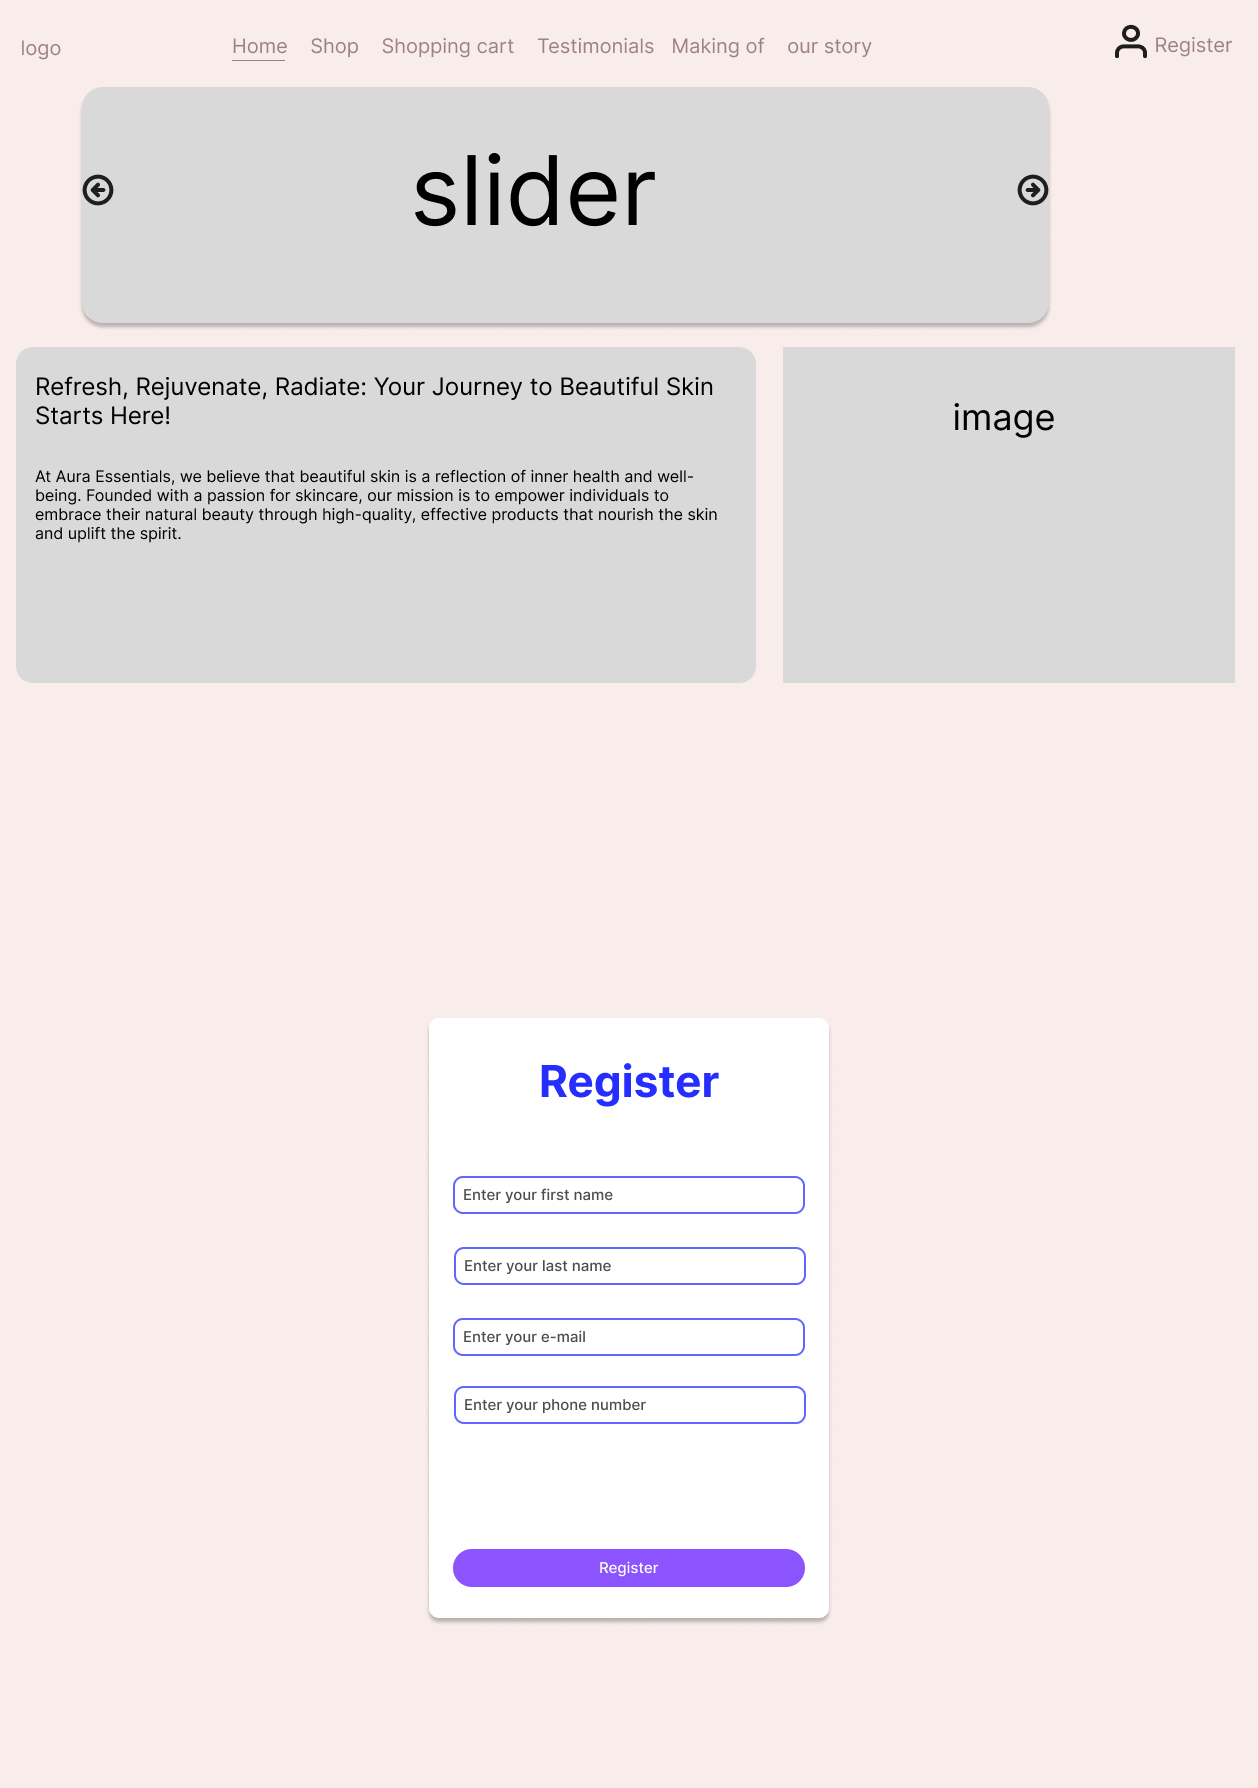 logo
Home Shop Shopping cart Testimonials Making of our story
Register
slider
Refresh, Rejuvenate, Radiate: Your Journey to Beautiful Skin
Starts Here!
At Aura Essentials, we believe that beautiful skin is a reflection of inner health and well-
being. Founded with a passion for skincare, our mission is to empower individuals to
embrace their natural beauty through high-quality, effective products that nourish the skin
and uplift the spirit.
image
Register
Enter your first name
Enter your last name
Enter your e-mail
Enter your phone number
Register